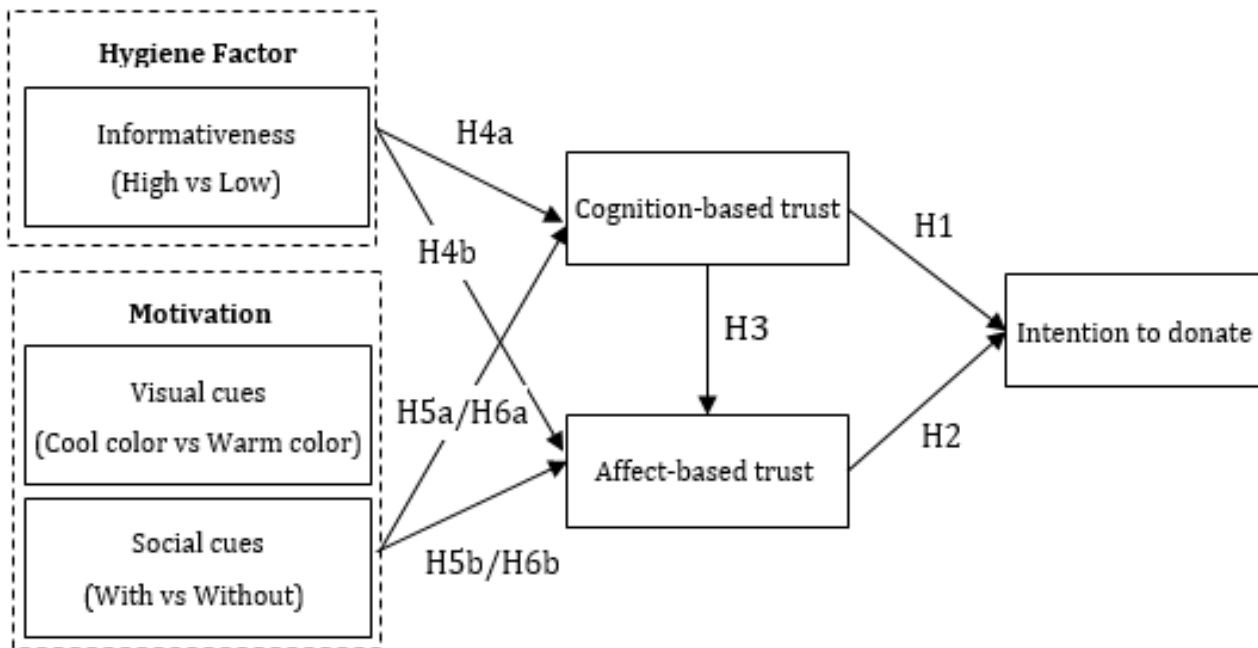 Hygiene Factor
Informativeness
(High vs Low)
H4a
H4b
Motivation
Visual cues
(Cool color vs Warm color)
Social cues
(With vs Without)
H5a/H6a
H5b/H6b
Cognition-based trust
H3
Affect-based trust
H1
H2
Intention to donate